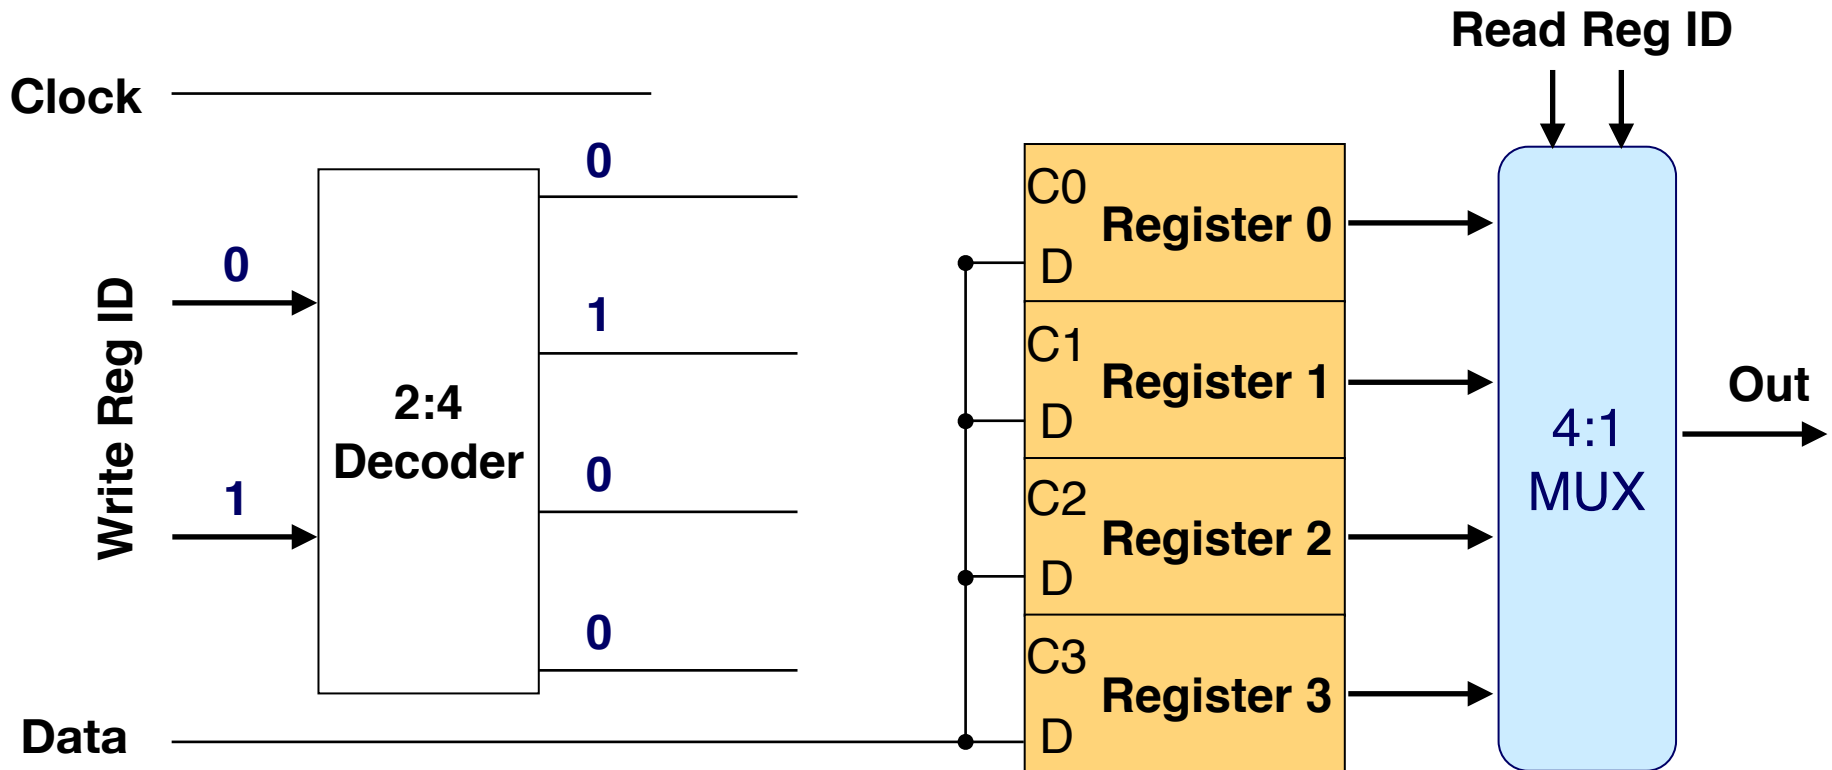 Read Reg ID
Clock
0
C0
Register 0
D
0
1
C1
Register 1
D
Write Reg ID
2:4
Decoder
Out
4:1
MUX
1
0
C2
Register 2
D
0
C3
Register 3
D
Data